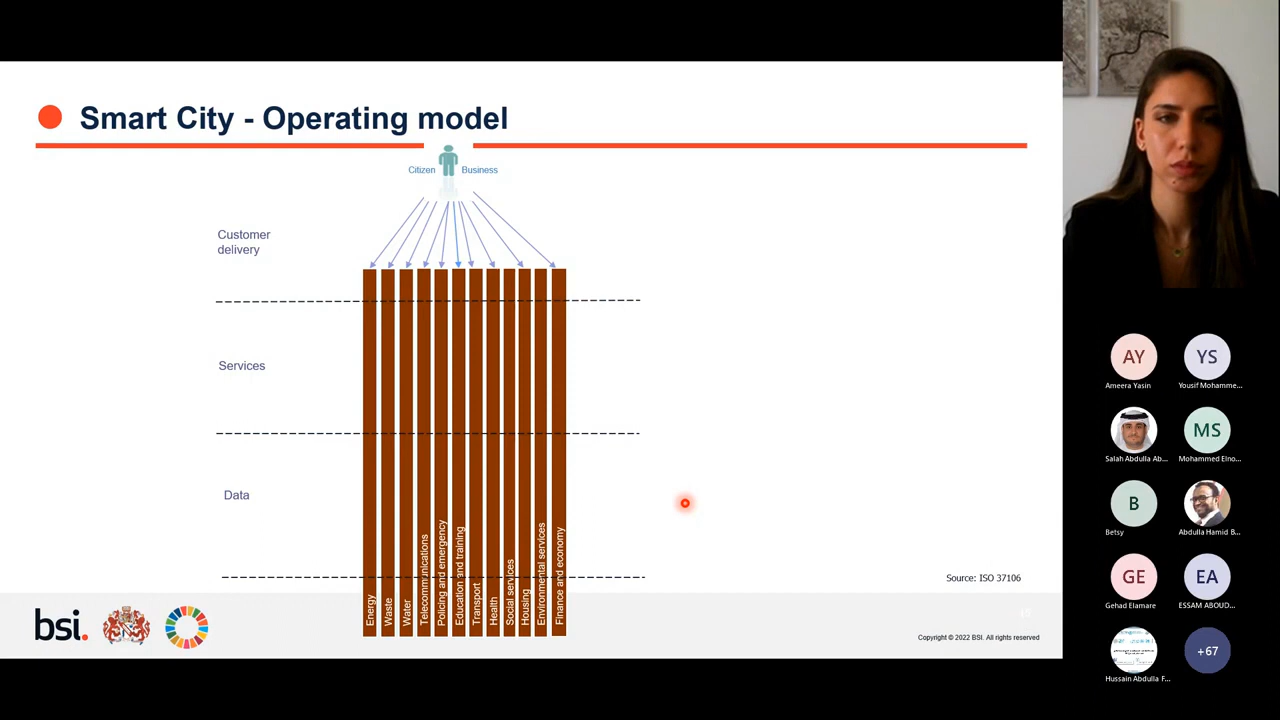 Smart City - Operating model
Citizen
Business
Customer
delivery
Services
Data
Energy
Waste
Water
Telecommunications
Policing and emergency
Education and training
Transport
Health
Social services
Housing
Environmental services
Finance and economy
Source: ISO 37106
15
bsi.
Copyright © 2022 BSI. All rights reserved
AY
YS
Ameera Yasin
Yousif Mohamme...
MS
Salah Abdulla Ab...
Mohammed Elno...
B
Betsy
Abdulla Hamid B...
GE
EA
Gehad Elamare
ESSAM ABOUD...
+67
Hussain Abdulla F...